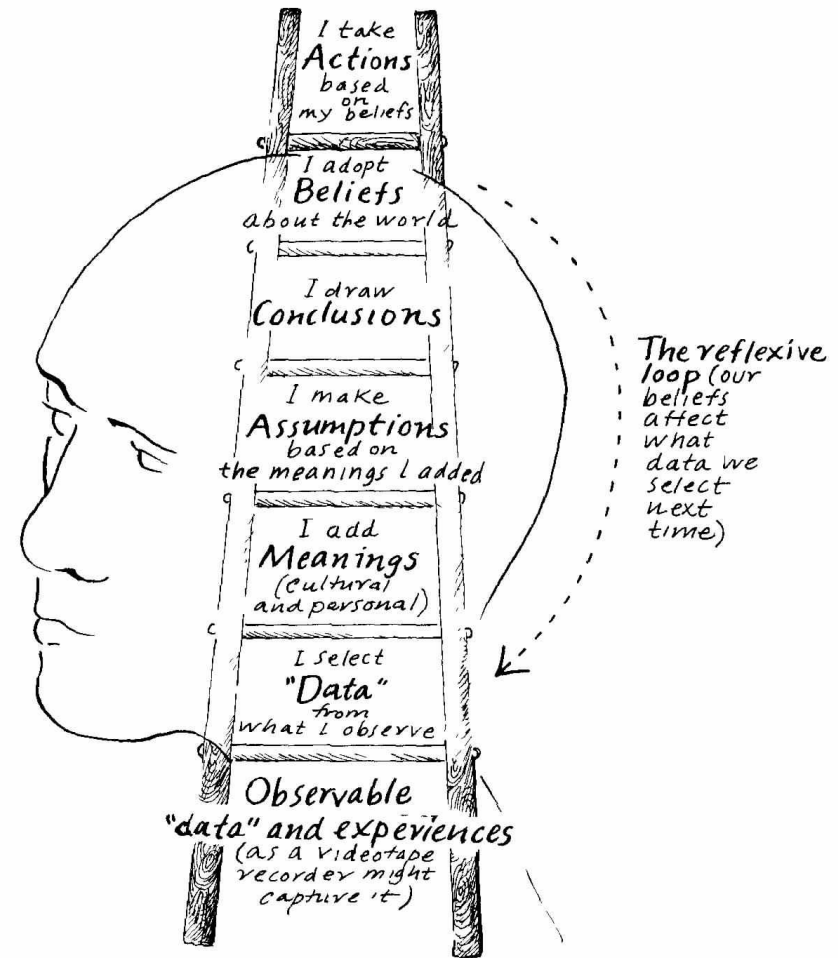 I take
Actions
based
on
my beliefs
I adopt
Beliefs
about the world
I draw
Conclusions
I make
Assumptions
based on
the meanings I added
I add
Meanings
(cultural
and personal)
I select
"Data"
from
what I observe
Observable
"data" and experiences
(as a videotape
recorder might
capture it)
The reflexive
loop (our
beliefs
affect
what
data we
select
next
time)